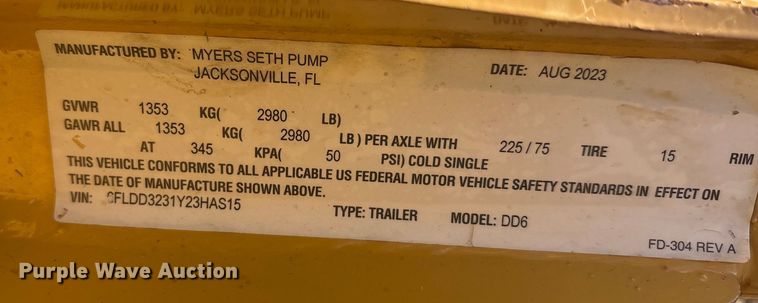 MANUFACTURED BY: MYERS SETH PUMP
JACKSONVILLE, FL
DATE: AUG 2023
GVWR 1353 KG( 2980 LB)
GAWR ALL 1353 KG( 2980 LB ) PER AXLE WITH 225 / 75 TIRE 15 RIM
AT 345 KPA( 50 PSI) COLD SINGLE
THIS VEHICLE CONFORMS TO ALL APPLICABLE US FEDERAL MOTOR VEHICLE SAFETY STANDARDS IN EFFECT ON
THE DATE OF MANUFACTURE SHOWN ABOVE.
VIN: TYPE: TRAILER MODEL: DD6
FD-304 REV A
Purple Wave Auction